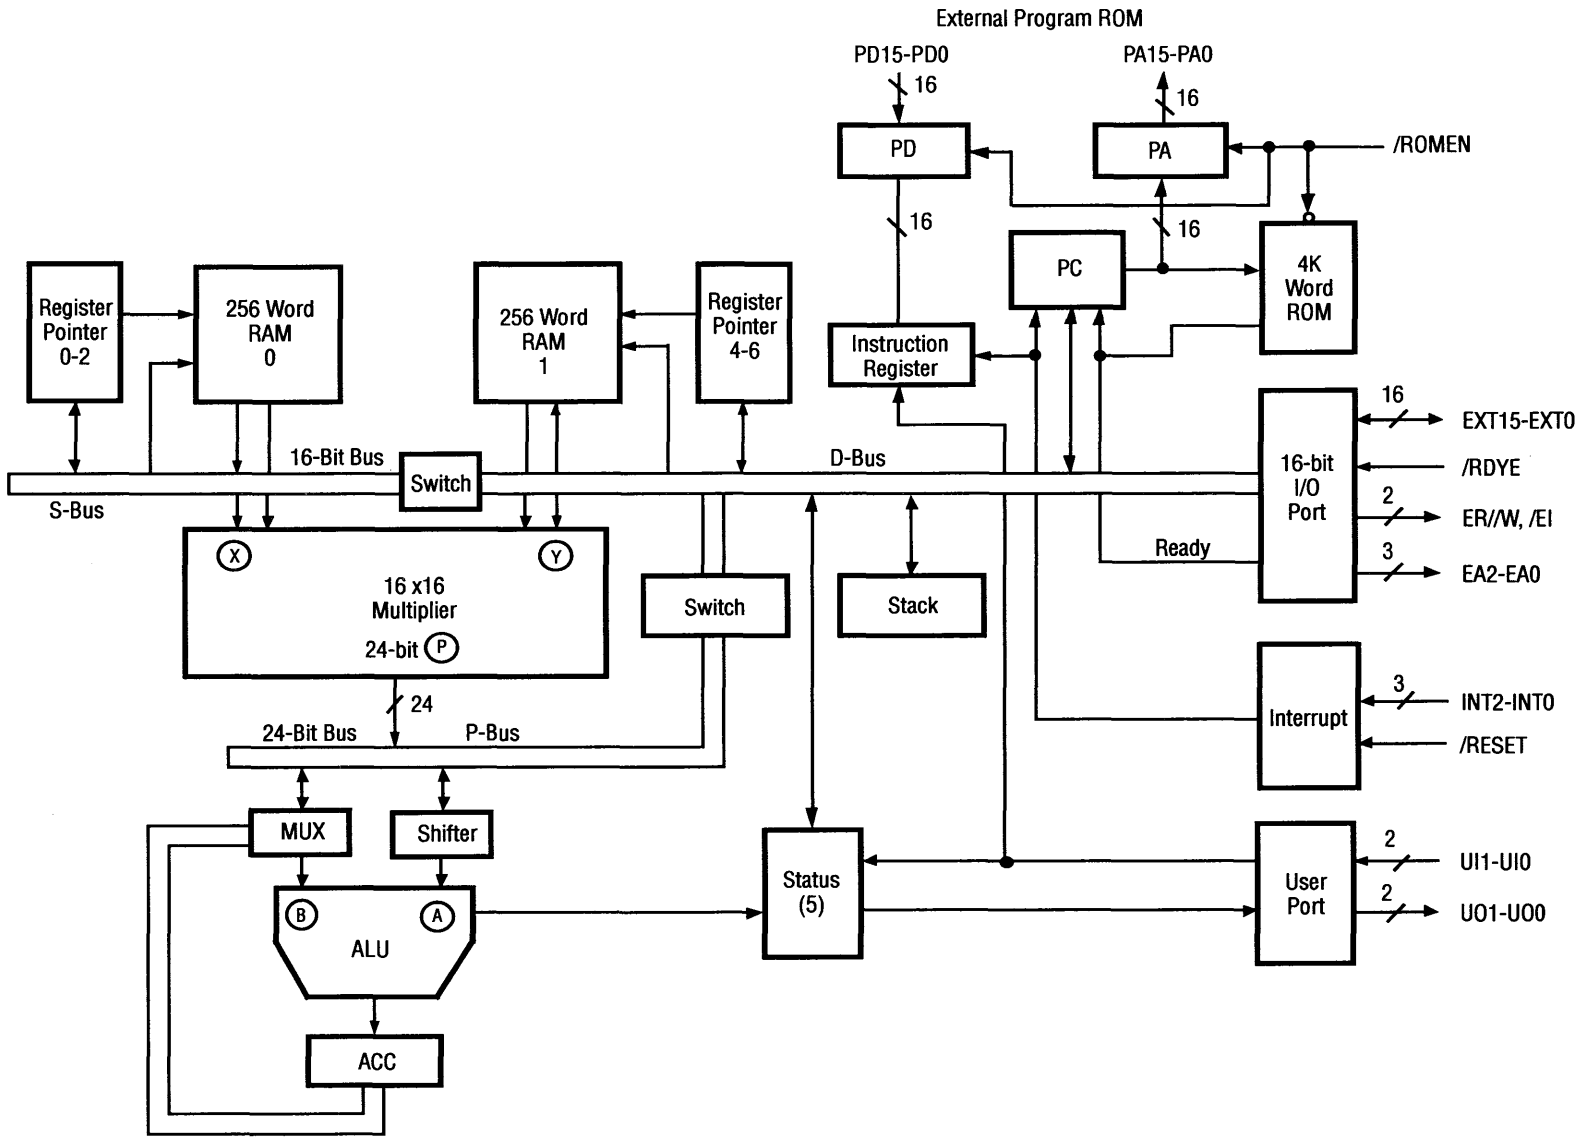 External Program ROM
PD15-PD0
PA15-PA0
16
16
PD
PA
/ROMEN
16
16
PC
4K
Word
ROM
Register
Pointer
0-2
256 Word
RAM
0
256 Word
RAM
1
Register
Pointer
4-6
Instruction
Register
16
EXT15-EXT0
16-Bit Bus
Switch
D-Bus
16-bit
I/O
Port
/RDYE
S-Bus
2
ER//W, /EI
X
Y
Ready
3
EA2-EA0
16 x16
Multiplier
24-bit
P
Switch
Stack
24
24-Bit Bus
P-Bus
Interrupt
3
INT2-INT0
/RESET
MUX
Shifter
Status
(5)
User
Port
2
UI1-UI0
2
UO1-UO0
B
A
ALU
ACC